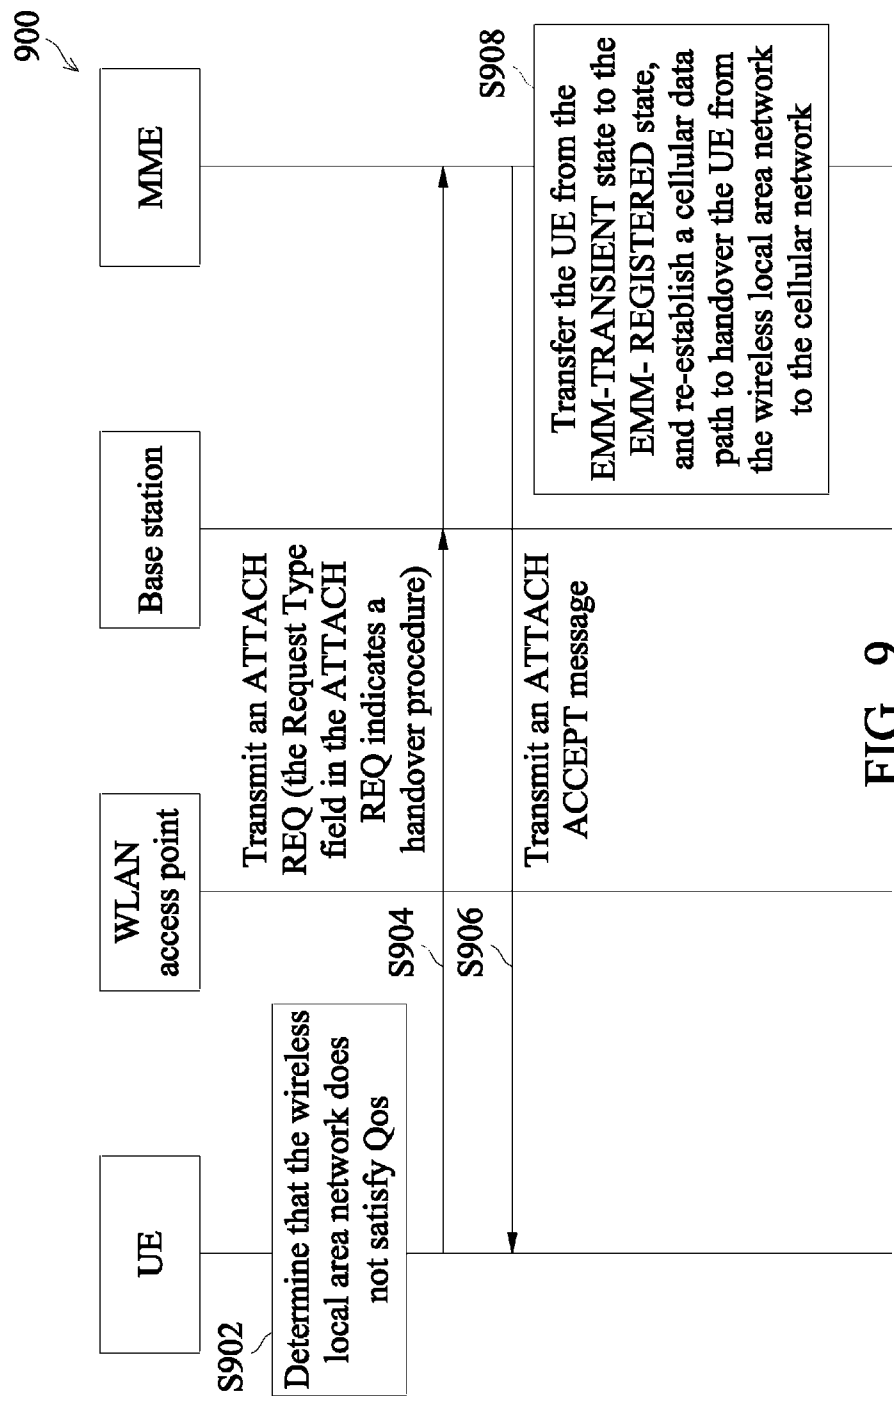 900
UE
WLAN
access point
Base station
MME
S902
Determine that the wireless
local area network does
not satisfy Qos
Transmit an ATTACH
REQ (the Request Type
field in the ATTACH
REQ indicates a
handover procedure)
S904
S906
Transmit an ATTACH
ACCEPT message
S908
Transfer the UE from the
EMM-TRANSIENT state to the
EMM- REGISTERED state,
and re-establish a cellular data
path to handover the UE from
the wireless local area network
to the cellular network
FIG. 9